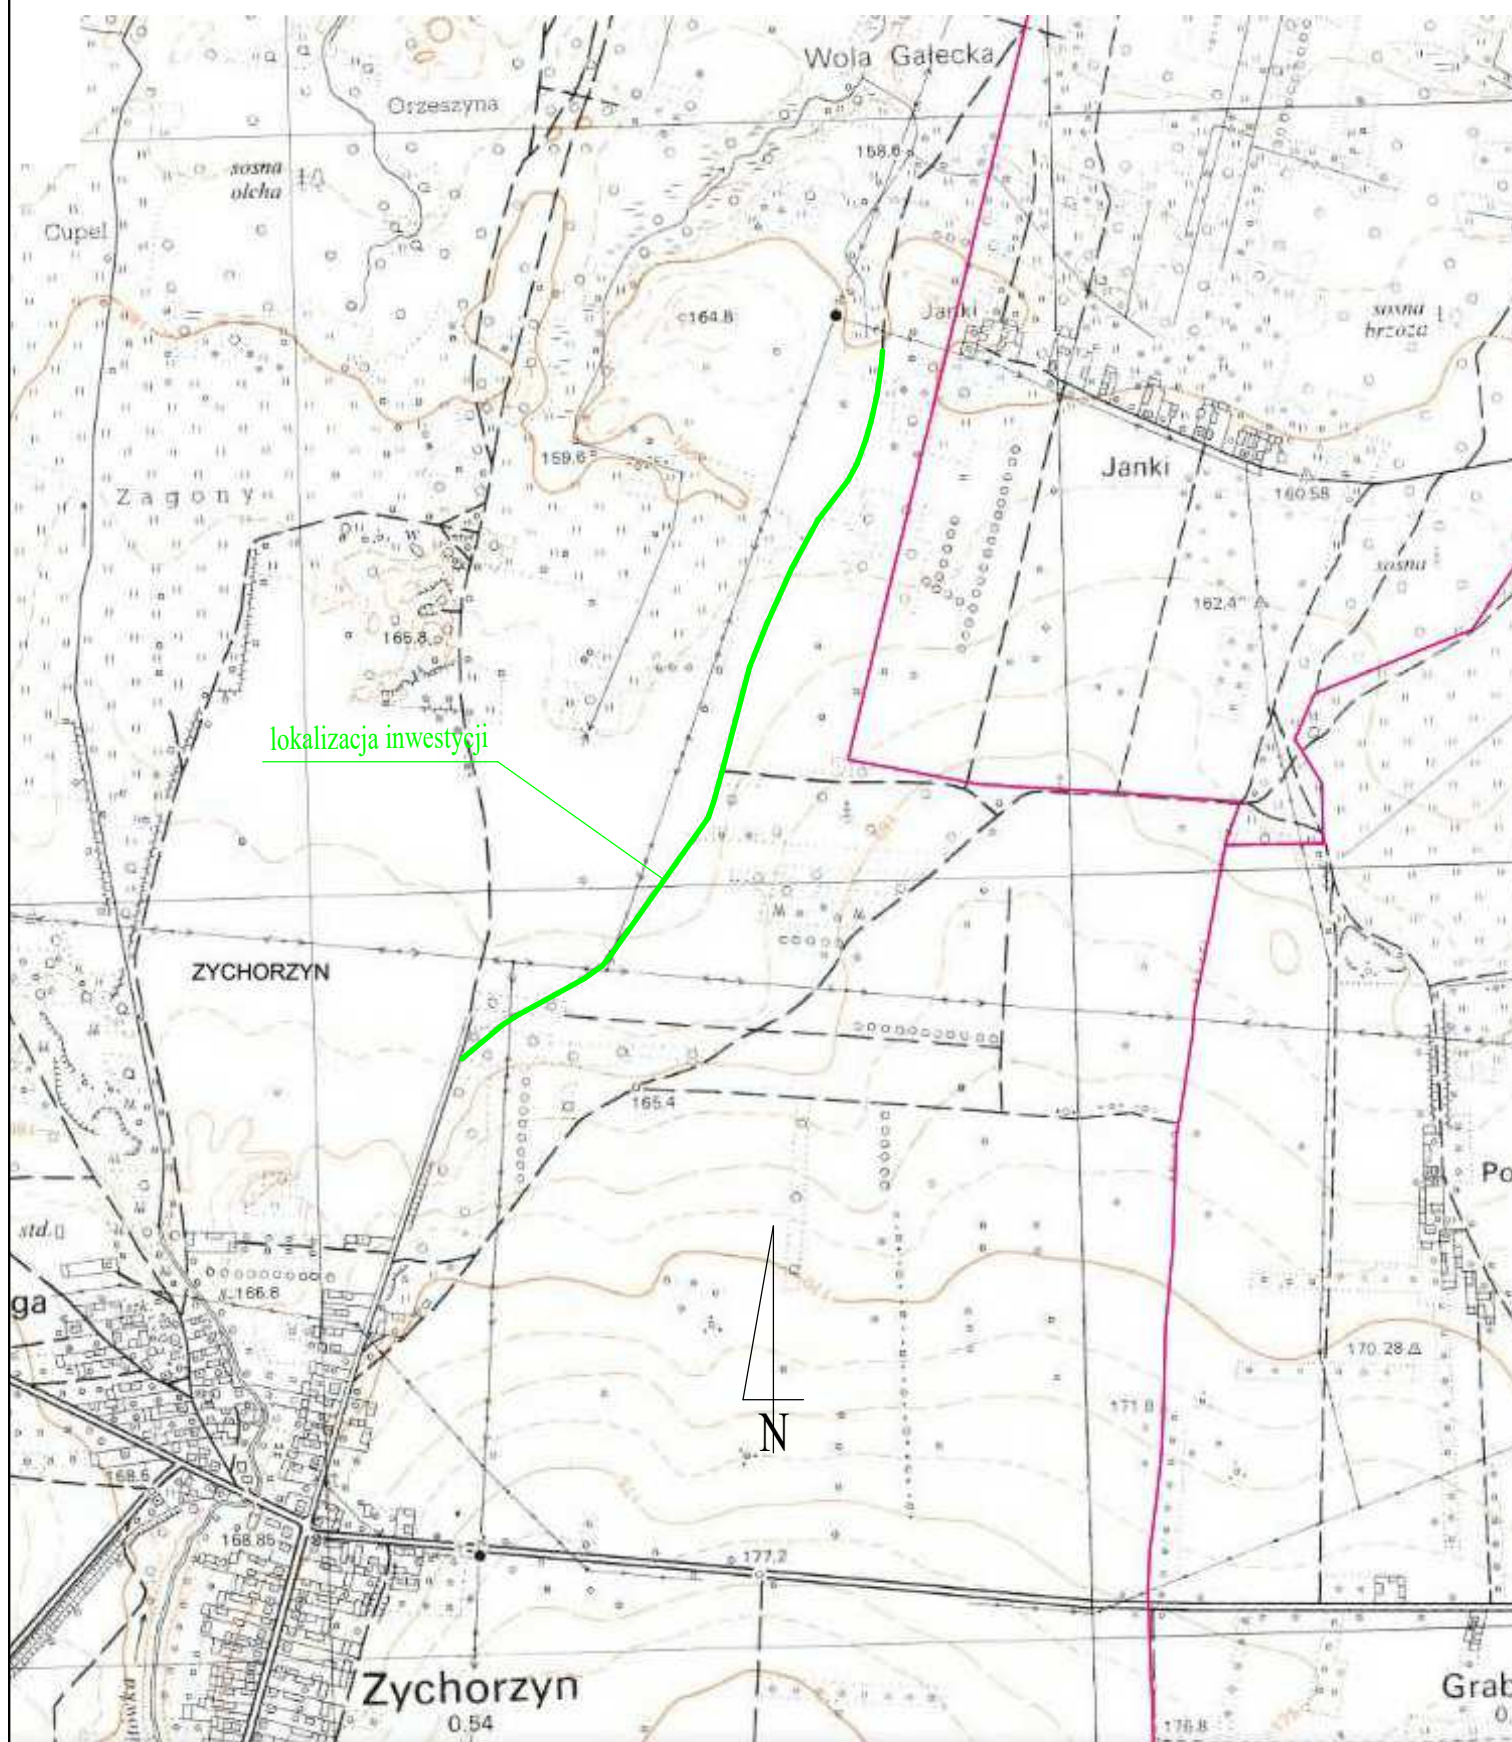 Wola Gałecka
Orzeszyna
158.6
sosna
olcha
Cupel
164.8
Janki
sosna
brzoza
159.6
Janki
160.58
Zagony
sosna
162.4
165.8
lokalizacja inwestycji
ZYCHORZYN
165.4
Po
std.
166.8
ga
170.28
171.8
N
168.6
168.85
177.2
Zychorzyn
0.54
Grab
0.
176.8